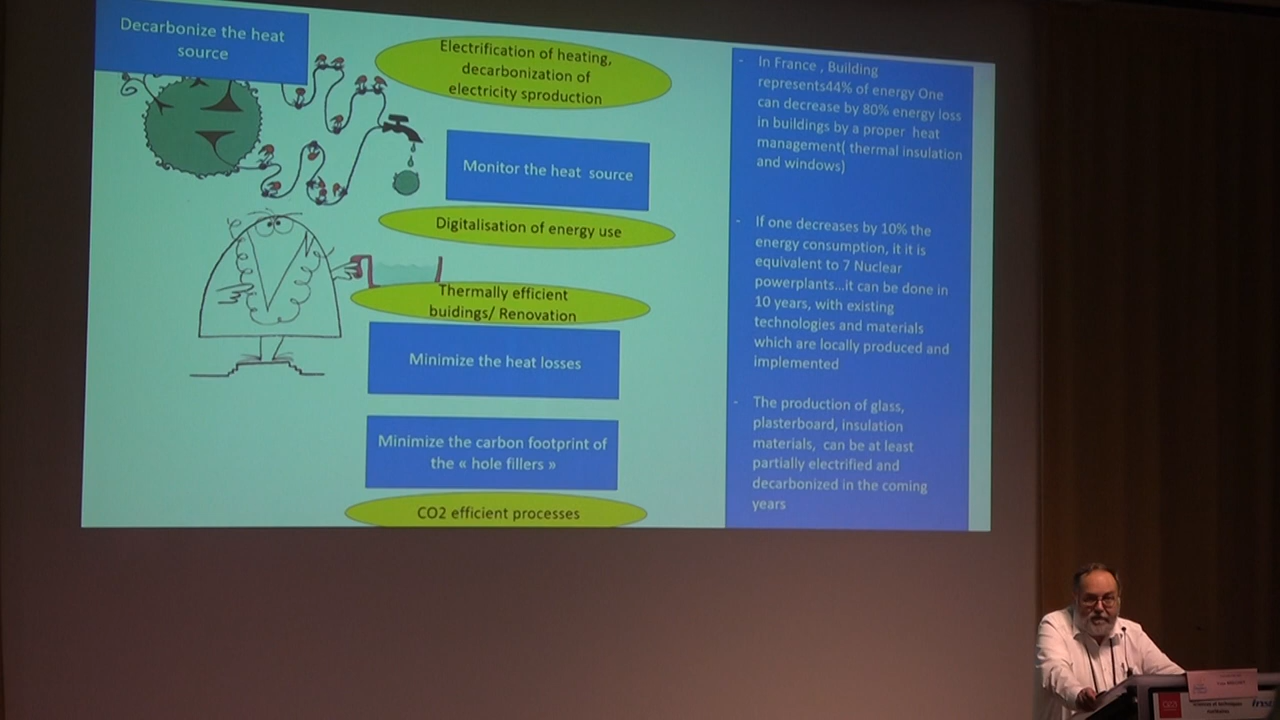 Decarbonize the heat
source
Electrification of heating,
decarbonization of
electricity sproduction
Monitor the heat source
Digitalisation of energy use
Thermally efficient
buidings/ Renovation
Minimize the heat losses
Minimize the carbon footprint of
the « hole fillers »
CO2 efficient processes
- In France , Building
represents44% of energy One
can decrease by 80% energy loss
in buildings by a proper heat
management( thermal insulation
and windows)
- If one decreases by 10% the
energy consumption, it it is
equivalent to 7 Nuclear
powerplants...it can be done in
10 years, with existing
technologies and materials
which are locally produced and
implemented
- The production of glass,
plasterboard, insulation
materials, can be at least
partially electrified and
decarbonized in the coming
years